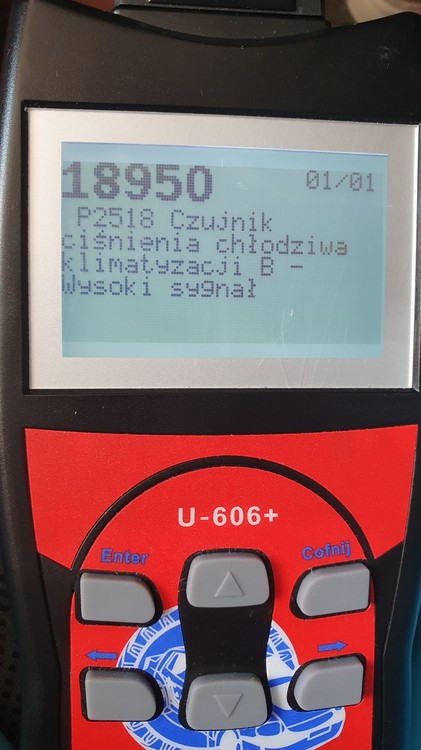 18950 01/01
P2518 Czujnik
ciśnienia chłodziwa
klimatyzacji B -
Wysoki sygnał
U-606+
Enter
Cofnij